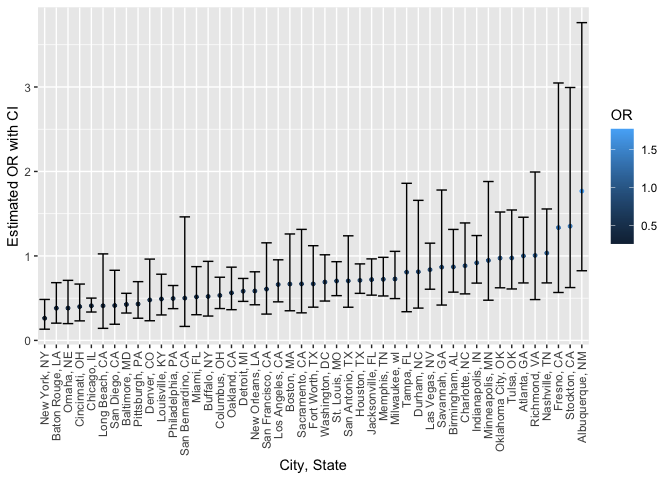 Estimated OR with CI
3
2
1
0
New York, NY
Baton Rouge, LA
Omaha, NE
Cincinnati, OH
Chicago, IL
Long Beach, CA
San Diego, CA
Baltimore, MD
Pittsburgh, PA
Denver, CO
Louisville, KY
Philadelphia, PA
San Bernardino, CA
Miami, FL
Buffalo, NY
Columbus, OH
Oakland, CA
Detroit, MI
New Orleans, LA
San Francisco, CA
Los Angeles, CA
Boston, MA
Sacramento, CA
Fort Worth, TX
Washington, DC
St. Louis, MO
San Antonio, TX
Houston, TX
Jacksonville, FL
Memphis, TN
Milwaukee, wI
Tampa, FL
Durham, NC
Las Vegas, NV
Savannah, GA
Birmingham, AL
Charlotte, NC
Indianapolis, IN
Minneapolis, MN
Oklahoma City, OK
Tulsa, OK
Atlanta, GA
Richmond, VA
Nashville, TN
Fresno, CA
Stockton, CA
Albuquerque, NM
City, State
OR
1.5
1.0
0.5